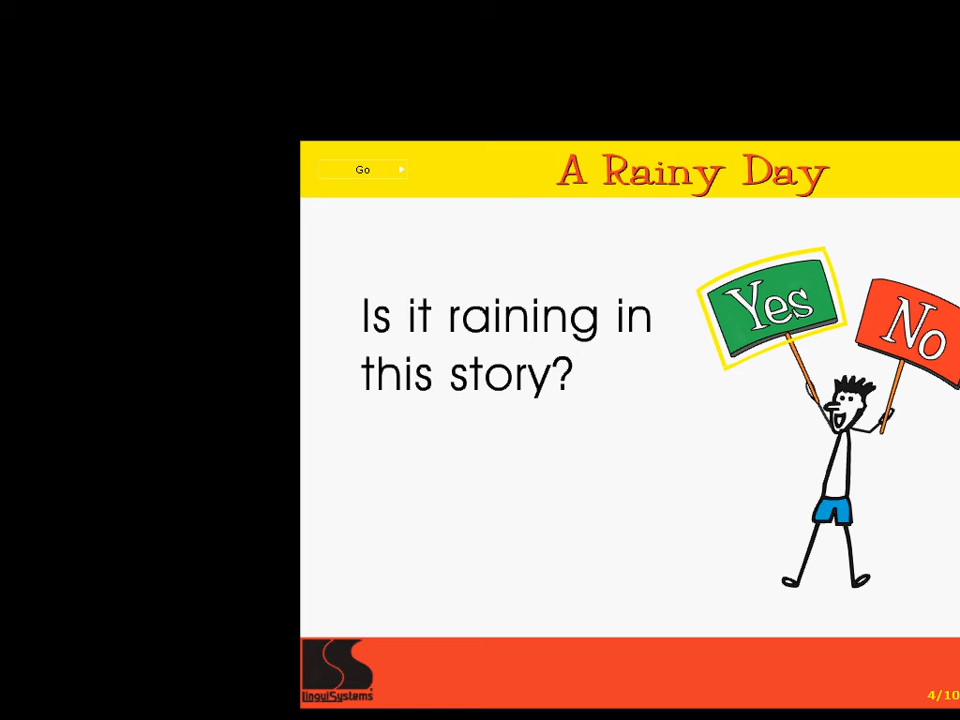 Go
A Rainy Day
Is it raining in
this story?
Yes
No
LinguiSystems
4/10